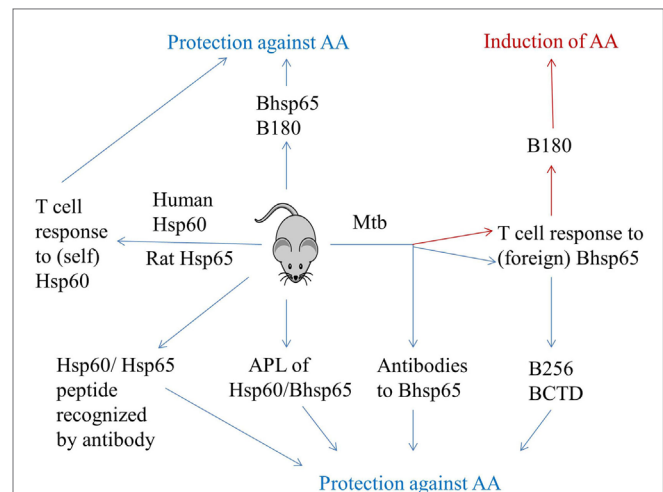 Protection against AA
Induction of AA
Bhsp65
B180
B180
T cell
response
to (self)
Hsp60
Human
Hsp60
Rat Hsp65
Mtb
T cell response to
(foreign) Bhsp65
Hsp60/ Hsp65
peptide
recognized
by antibody
APL of
Hsp60/Bhsp65
Antibodies
to Bhsp65
B256
BCTD
Protection against AA